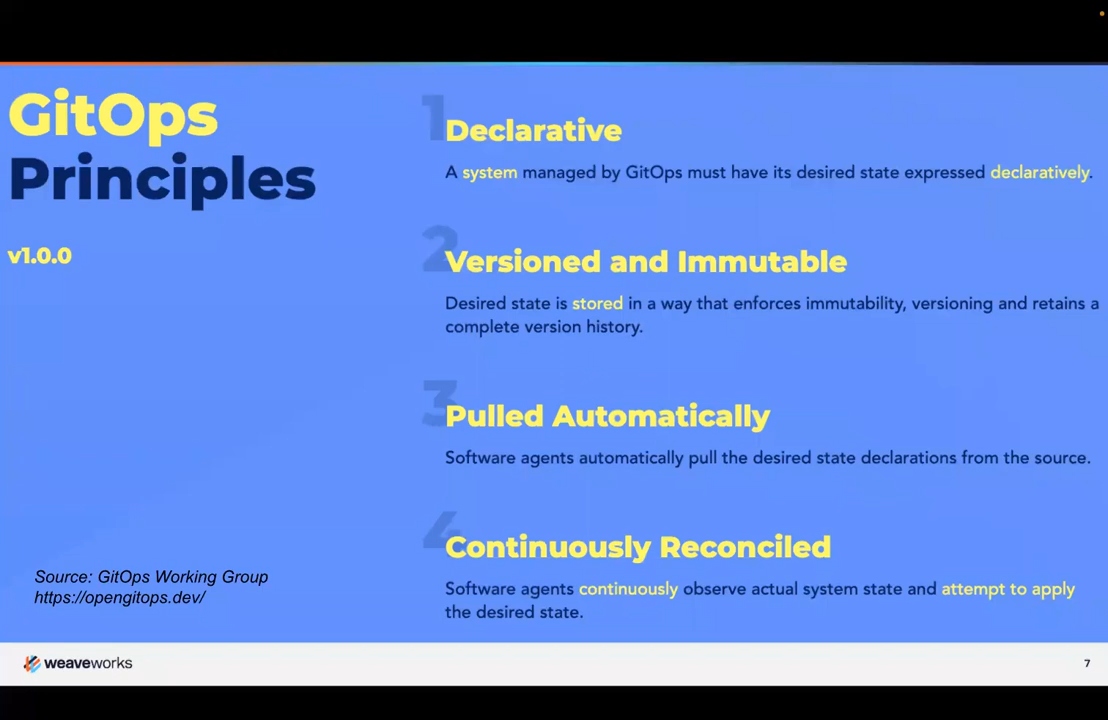 GitOps
Principles
v1.0.0
1
Declarative
A system managed by GitOps must have its desired state expressed declaratively.
2
Versioned and Immutable
Desired state is stored in a way that enforces immutability, versioning and retains a
complete version history.
3
Pulled Automatically
Software agents automatically pull the desired state declarations from the source.
4
Continuously Reconciled
Software agents continuously observe actual system state and attempt to apply
the desired state.
Source: GitOps Working Group
https://opengitops.dev/
weaveworks
7